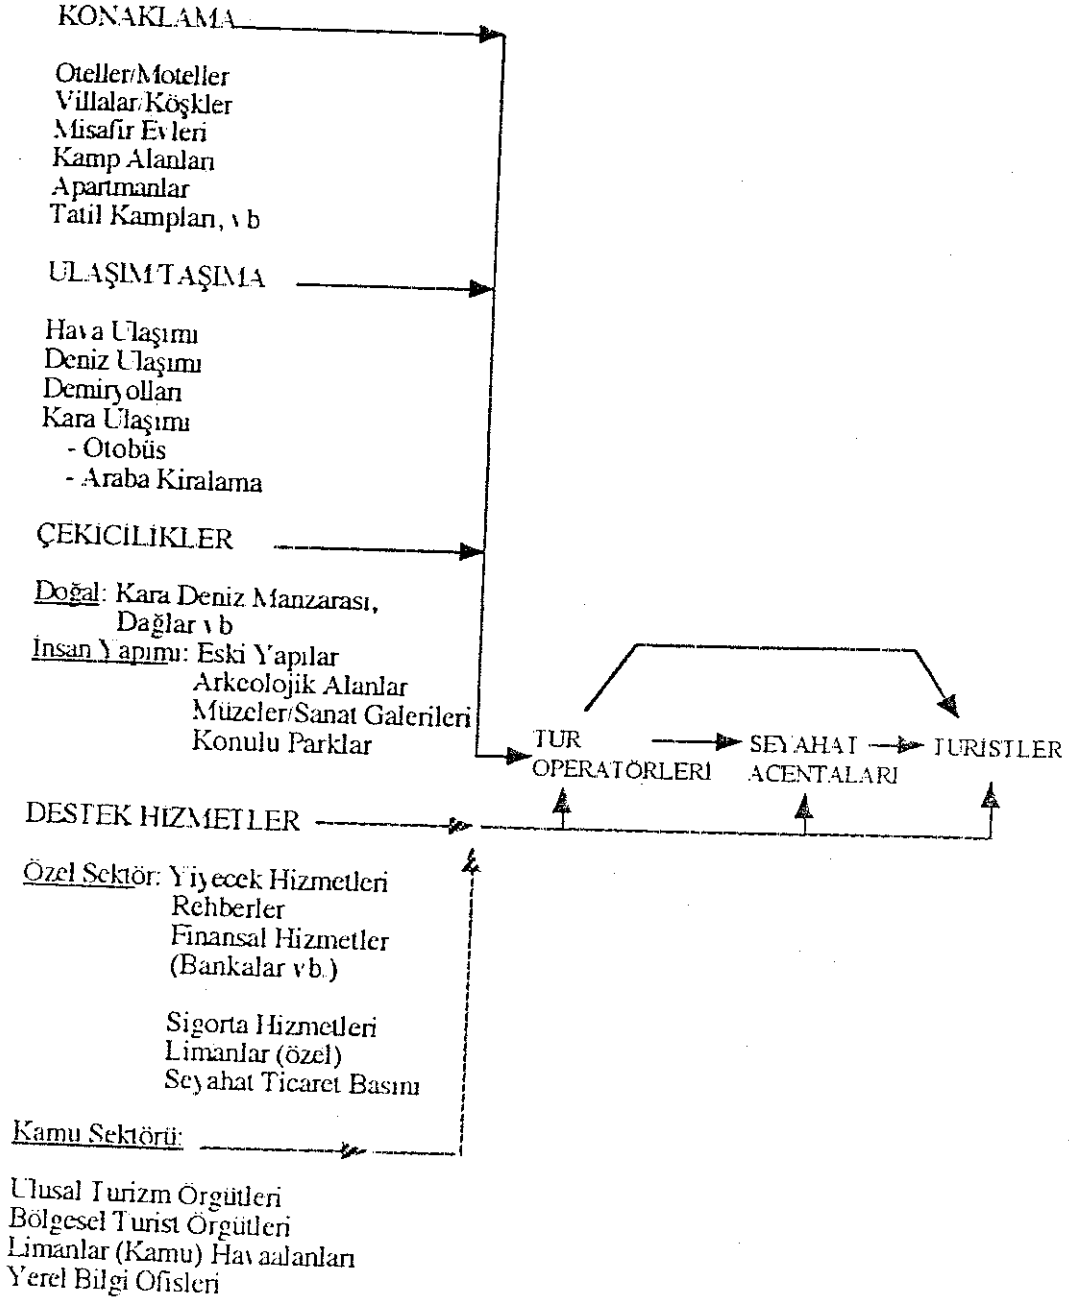 KONAKLAMA
Oteller/Moteller
Villalar/Köşkler
Misafir Evleri
Kamp Alanları
Apartmanlar
Tatil Kampları, vb
ULAŞIM/TAŞIMA
Hava Ulaşımı
Deniz Ulaşımı
Demiryolları
Kara Ulaşımı
- Otobüs
- Araba Kiralama
ÇEKİCİLİKLER
Doğal: Kara Deniz Manzarası,
Dağlar vb
İnsan Yapımı: Eski Yapılar
Arkeolojik Alanlar
Müzeler/Sanat Galerileri
Konulu Parklar
TUR
OPERATÖRLERİ
SEYAHAT
ACENTALARI
TURİSTLER
DESTEK HİZMETLER
Özel Sektör: Yiyecek Hizmetleri
Rehberler
Finansal Hizmetler
(Bankalar vb.)
Sigorta Hizmetleri
Limanlar (özel)
Seyahat Ticaret Basını
Kamu Sektörü:
Ulusal Turizm Örgütleri
Bölgesel Turist Örgütleri
Limanlar (Kamu) Havaalanları
Yerel Bilgi Ofisleri